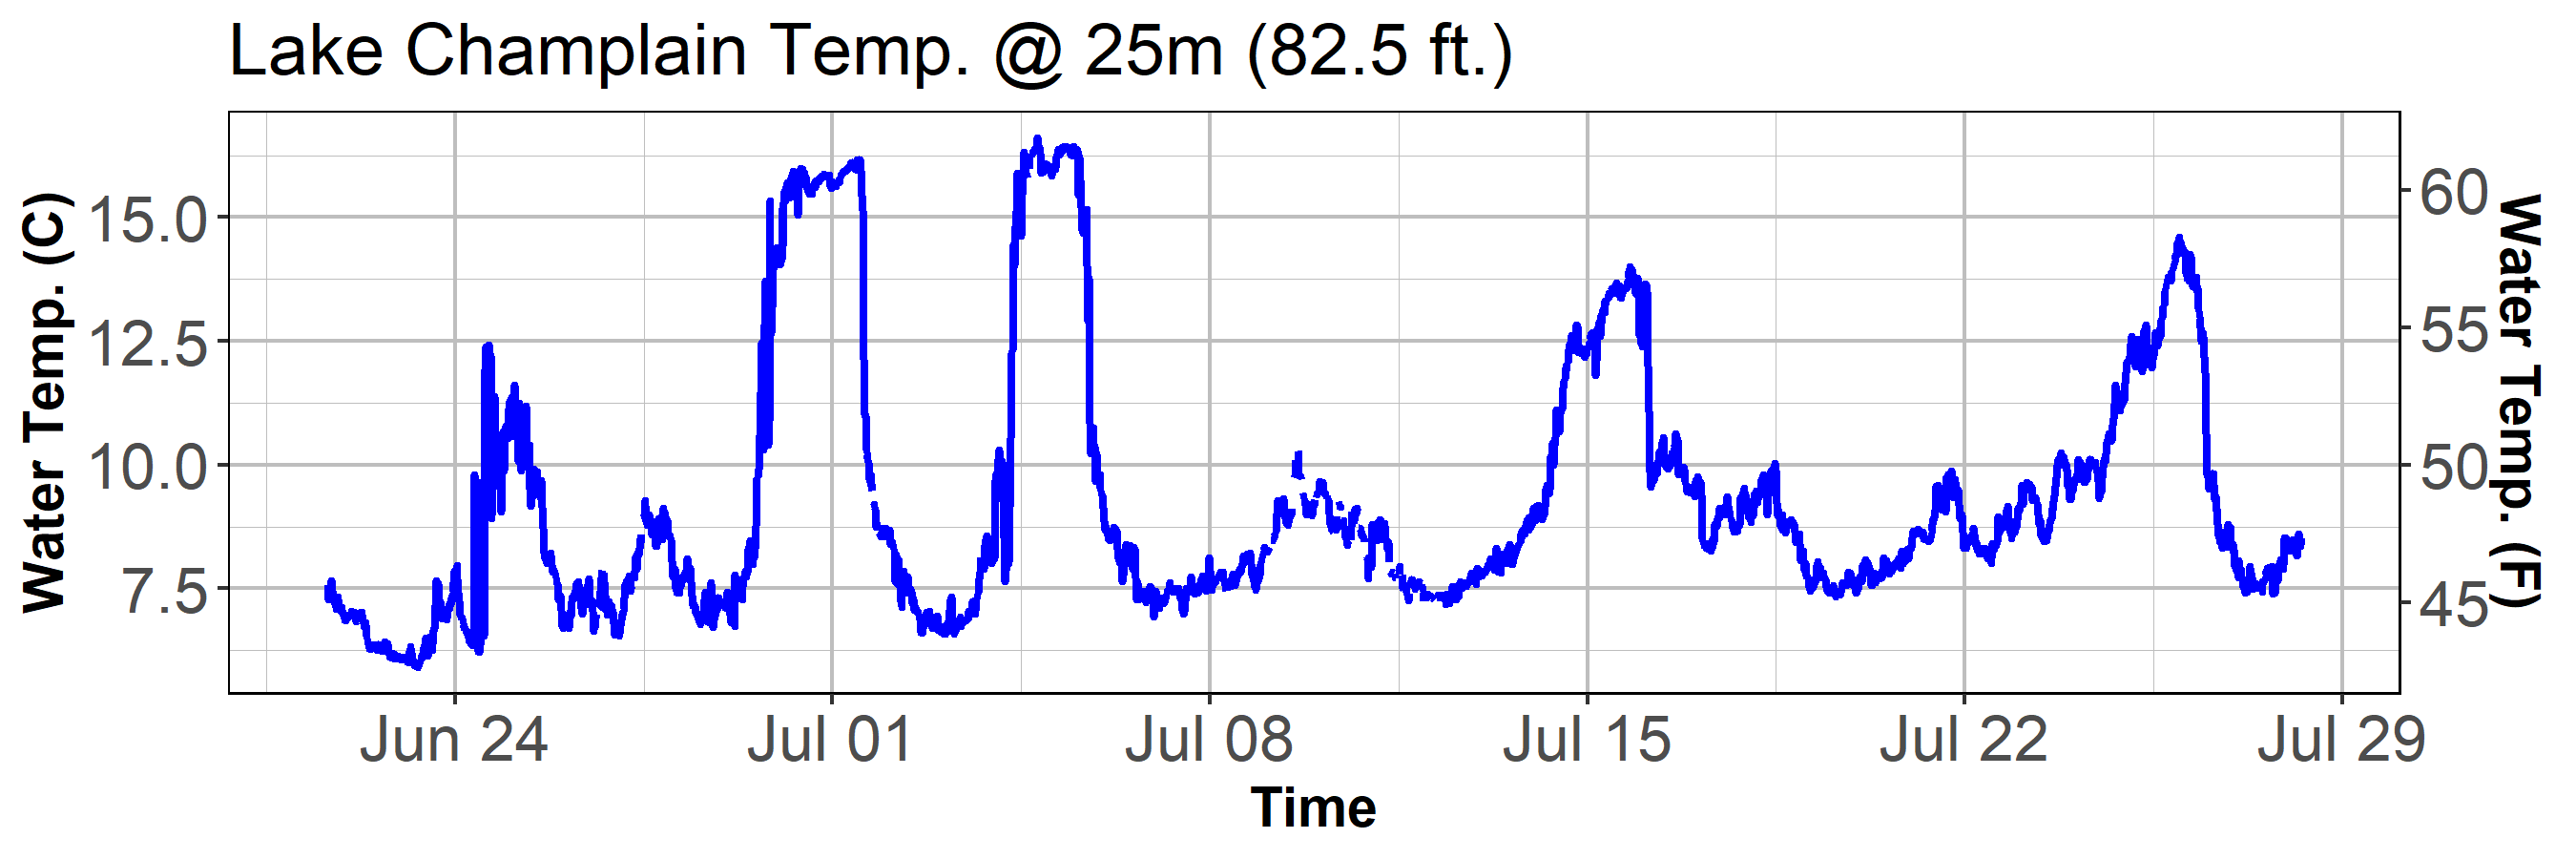 Lake Champlain Temp. @ 25m (82.5 ft.)
Water Temp. (C)
15.0
12.5
10.0
7.5
60
55
50
45
Water Temp. (F)
Jun 24
Jul 01
Jul 08
Jul 15
Jul 22
Jul 29
Time